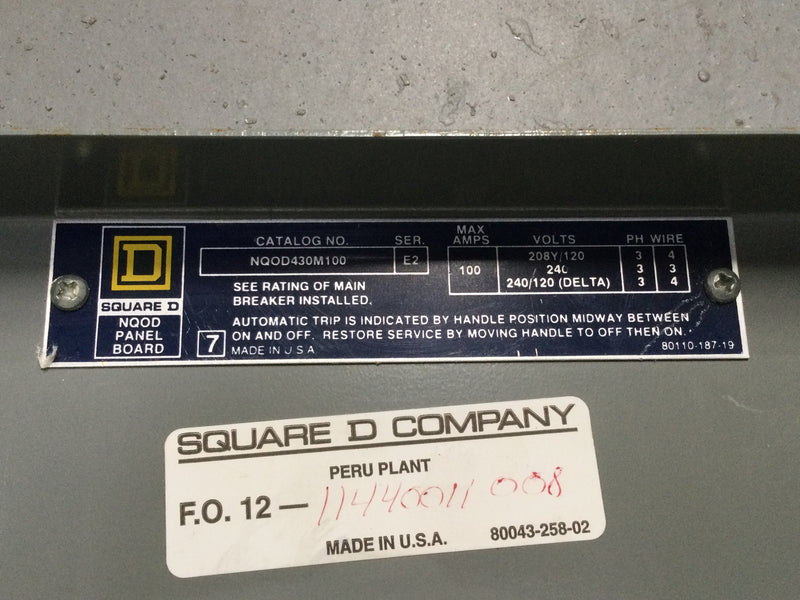 D
SQUARE D
NQOD
PANEL
BOARD
CATALOG NO. SER.
NQOD430M100 E2
SEE RATING OF MAIN
BREAKER INSTALLED.
MAX
AMPS VOLTS PH WIRE
100 208Y/120 3 4
240 3 3
240/120 (DELTA) 3 4
7
AUTOMATIC TRIP IS INDICATED BY HANDLE POSITION MIDWAY BETWEEN
ON AND OFF. RESTORE SERVICE BY MOVING HANDLE TO OFF THEN ON.
MADE IN U S A 80110-187-19
SQUARE D COMPANY
PERU PLANT
F.O. 12 — 11440011 008
MADE IN U.S.A. 80043-258-02